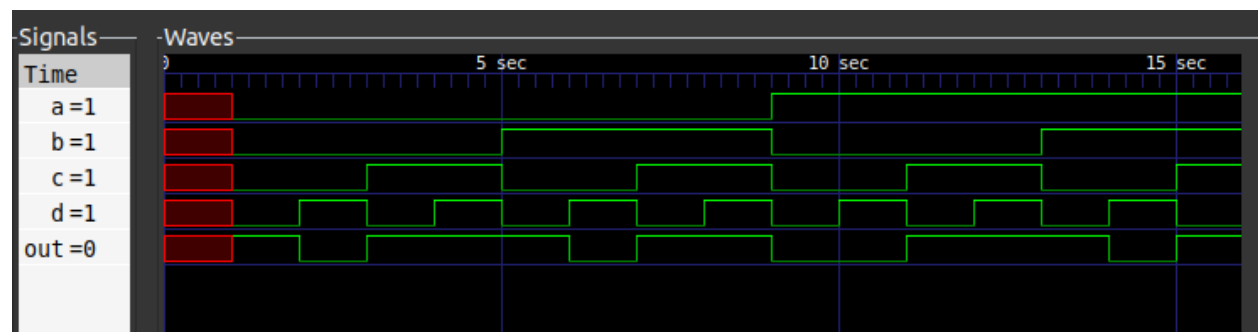 Signals
Waves
Time
0 5 sec 10 sec 15 sec
a=1
b=1
c=1
d=1
out=0